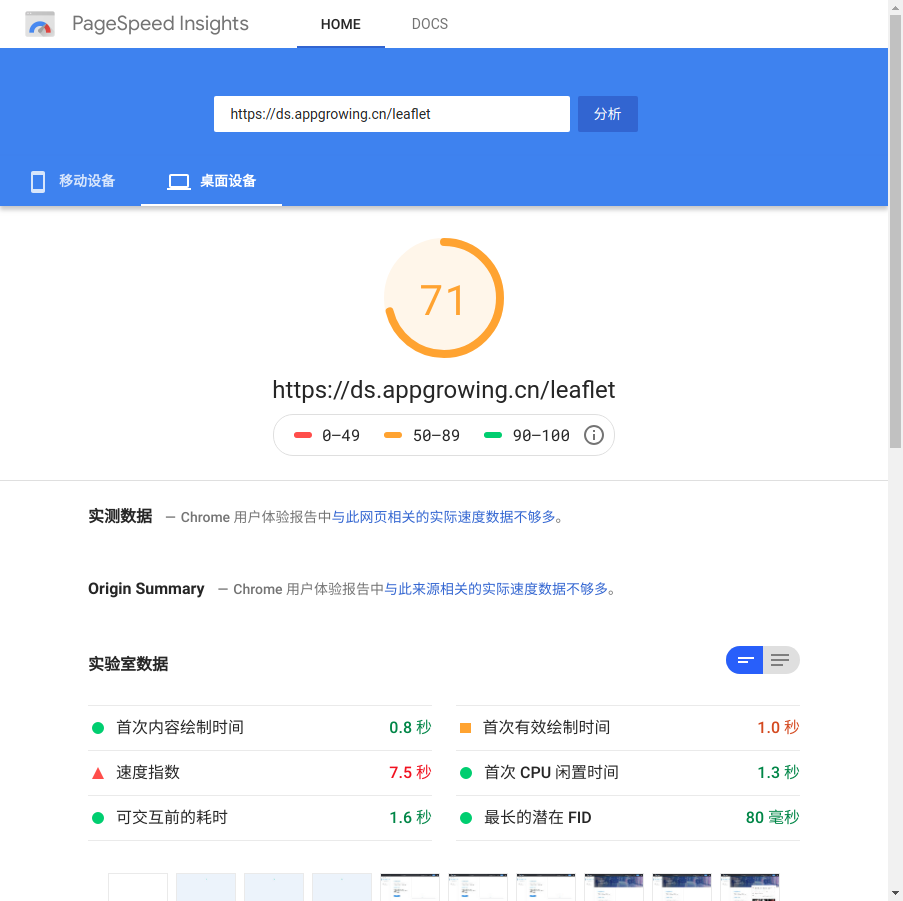 PageSpeed Insights HOME DOCS
https://ds.appgrowing.cn/leaflet 分析
移动设备 桌面设备
71
https://ds.appgrowing.cn/leaflet
0–49 50–89 90–100
实测数据 — Chrome 用户体验报告中与此网页相关的实际速度数据不够多。
Origin Summary — Chrome 用户体验报告中与此来源相关的实际速度数据不够多。
实验室数据
首次内容绘制时间 0.8 秒 首次有效绘制时间 1.0 秒
速度指数 7.5 秒 首次 CPU 闲置时间 1.3 秒
可交互前的耗时 1.6 秒 最长的潜在 FID 80 毫秒